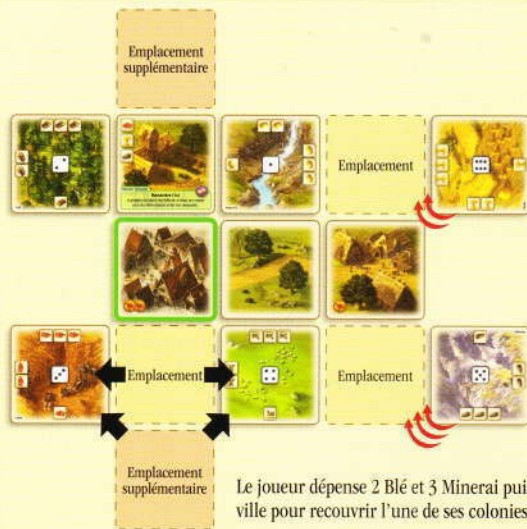 Emplacement
supplémentaire
Emplacement
Emplacement
Emplacement
Emplacement
supplémentaire
Le joueur dépense 2 Blé et 3 Minerai pui
ville pour recouvrir l'une de ses colonies